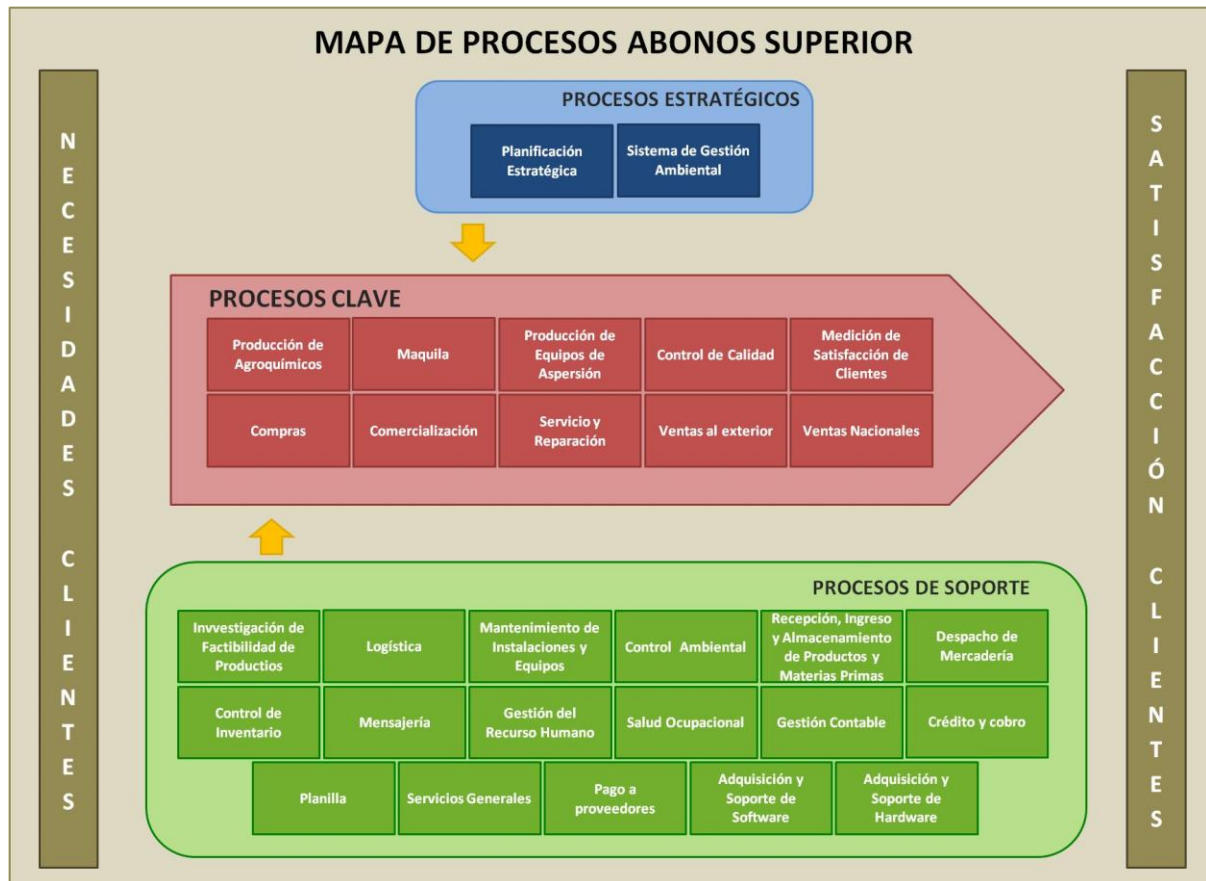 MAPA DE PROCESOS ABONOS SUPERIOR
NECESIDADES CLIENTES
PROCESOS ESTRATÉGICOS
Planificación
Estratégica
Sistema de Gestión
Ambiental
PROCESOS CLAVE
Producción de
Agroquímicos
Maquila
Producción de
Equipos de
Aspersión
Control de Calidad
Medición de
Satisfacción de
Clientes
Compras
Comercialización
Servicio y
Reparación
Ventas al exterior
Ventas Nacionales
PROCESOS DE SOPORTE
Invvestigación de
Factibilidad de
Productios
Logística
Mantenimiento de
Instalaciones y
Equipos
Control Ambiental
Recepción, Ingreso
y Almacenamiento
de Productos y
Materias Primas
Despacho de
Mercadería
Control de
Inventario
Mensajería
Gestión del
Recurso Humano
Salud Ocupacional
Gestión Contable
Crédito y cobro
Planilla
Servicios Generales
Pago a
proveedores
Adquisición y
Soporte de
Software
Adquisición y
Soporte de
Hardware
SATISFACCIÓN CLIENTES